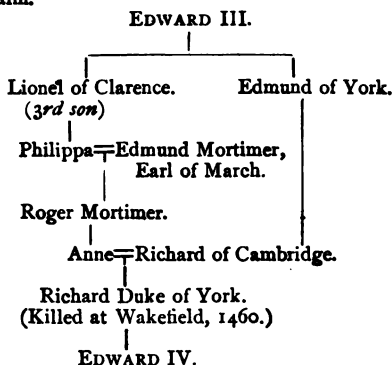 EDWARD III.
Lionel of Clarence. Edmund of York.
(3rd son)
Philippa Edmund Mortimer,
Earl of March.
Roger Mortimer.
Anne Richard of Cambridge.
Richard Duke of York.
(Killed at Wakefield, 1460.)
EDWARD IV.